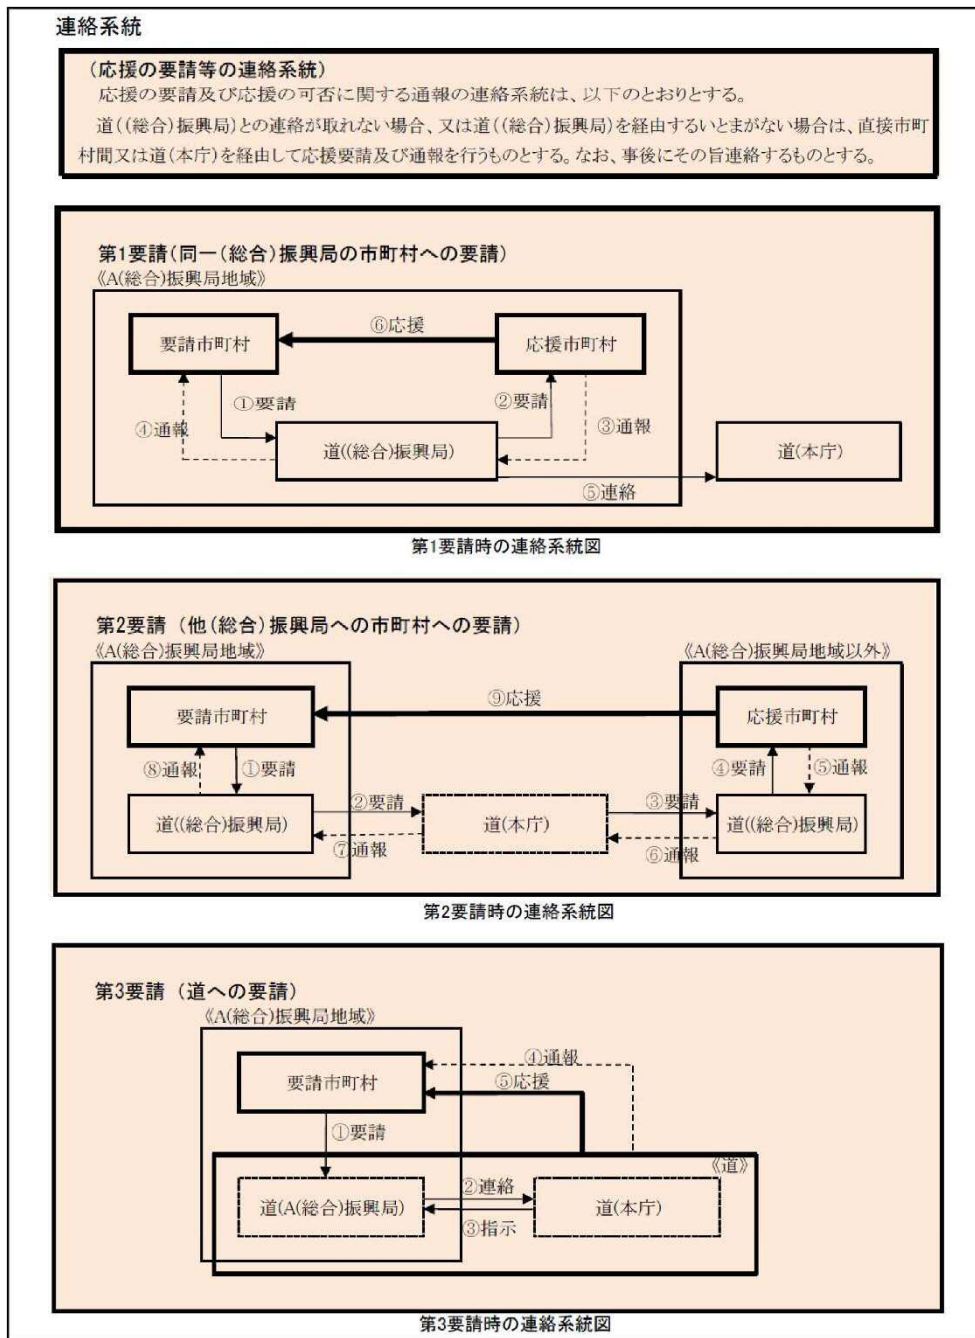 連絡系統
(応援の要請等の連絡系統)
応援の要請及び応援の可否に関する通報の連絡系統は、以下のとおりとする。
道((総合)振興局)との連絡が取れない場合、又は道((総合)振興局)を経由するいとまがない場合は、直接市町
村間又は道(本庁)を経由して応援要請及び通報を行うものとする。なお、事後にその旨連絡するものとする。
第1要請(同一(総合)振興局の市町村への要請)
《A(総合)振興局地域》
⑥応援
要請市町村
応援市町村
①要請
②要請
④通報
③通報
道((総合)振興局)
道(本庁)
⑤連絡
第1要請時の連絡系統図
第2要請 (他(総合)振興局への市町村への要請)
《A(総合)振興局地域》
《A(総合)振興局地域以外》
⑨応援
要請市町村
応援市町村
⑧通報
①要請
④要請
⑤通報
②要請
③要請
道((総合)振興局)
道(本庁)
道((総合)振興局)
⑦通報
⑥通報
第2要請時の連絡系統図
第3要請 (道への要請)
《A(総合)振興局地域》
④通報
要請市町村
⑤応援
①要請
《道》
道(A(総合)振興局)
②連絡
道(本庁)
③指示
第3要請時の連絡系統図